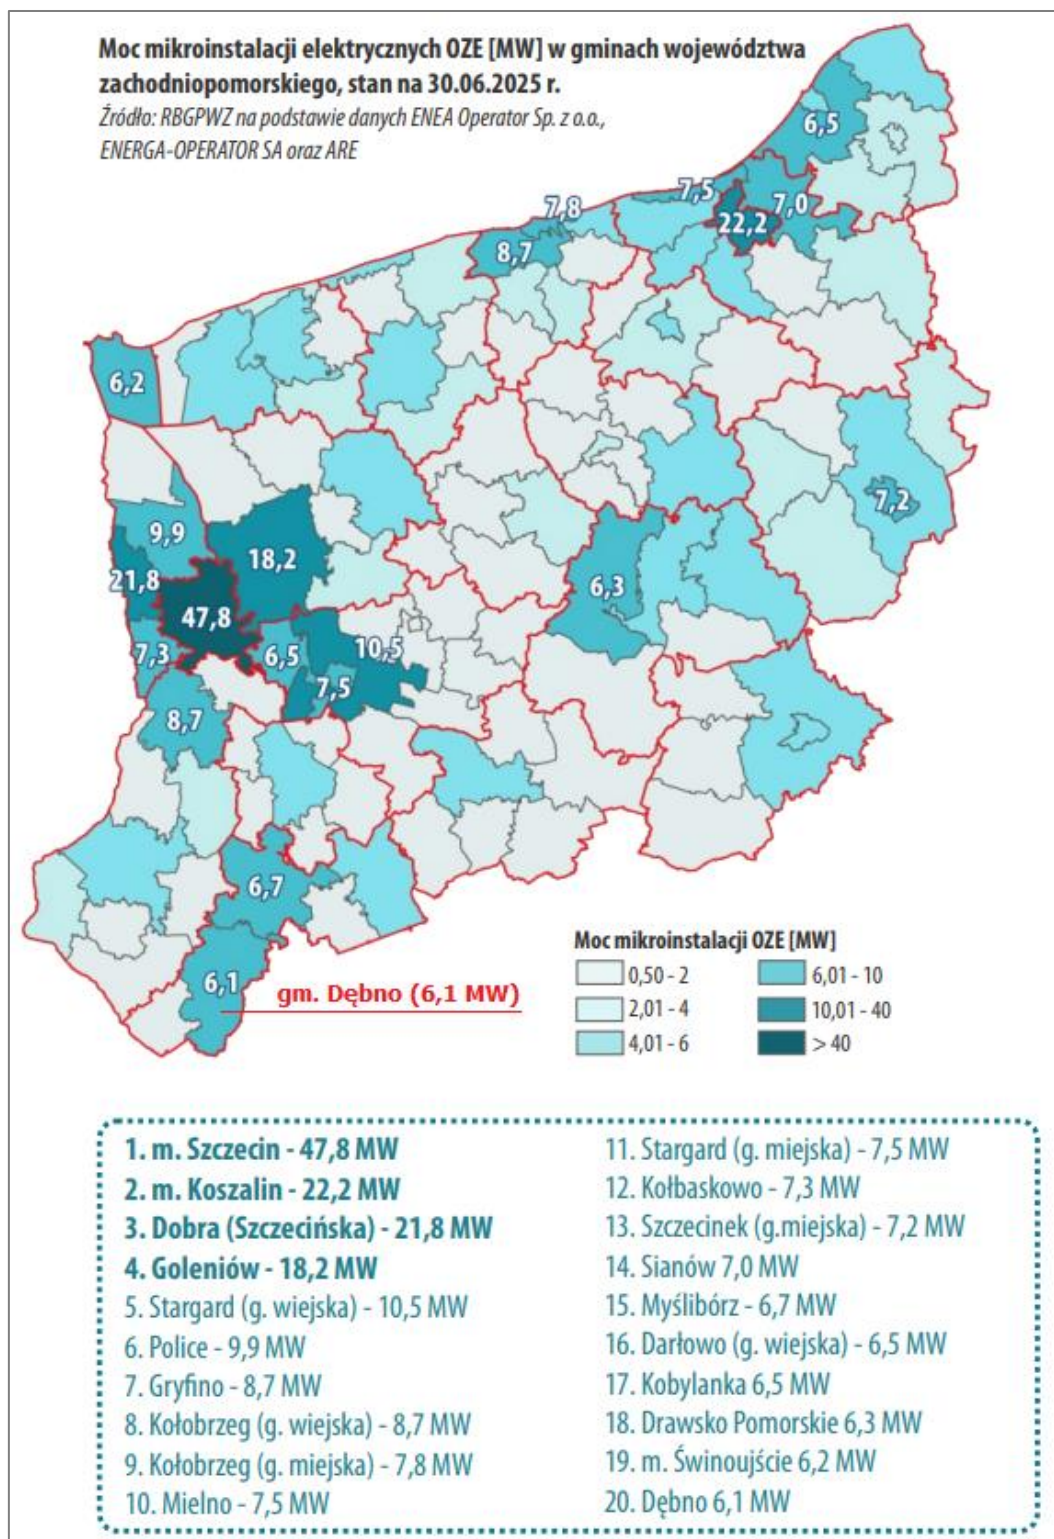 Moc mikroinstalacji elektrycznych OZE [MW] w gminach województwa
zachodniopomorskiego, stan na 30.06.2025 r.
Źródło: RBGPWZ na podstawie danych ENEA Operator Sp. z o.o.,
ENERGA-OPERATOR SA oraz ARE
6,5
7,5
7,0
7,8
22,2
8,7
6,2
7,2
9,9
18,2
21,8
6,3
47,8
7,3
6,5
10,5
7,5
8,7
6,7
6,1
gm. Dębno (6,1 MW)
Moc mikroinstalacji OZE [MW]
0,50 - 2
2,01 - 4
4,01 - 6
6,01 - 10
10,01 - 40
> 40
1. m. Szczecin - 47,8 MW
2. m. Koszalin - 22,2 MW
3. Dobra (Szczecińska) - 21,8 MW
4. Goleniów - 18,2 MW
5. Stargard (g. wiejska) - 10,5 MW
6. Police - 9,9 MW
7. Gryfino - 8,7 MW
8. Kołobrzeg (g. wiejska) - 8,7 MW
9. Kołobrzeg (g. miejska) - 7,8 MW
10. Mielno - 7,5 MW
11. Stargard (g. miejska) - 7,5 MW
12. Kołbaskowo - 7,3 MW
13. Szczecinek (g.miejska) - 7,2 MW
14. Sianów 7,0 MW
15. Myślibórz - 6,7 MW
16. Darłowo (g. wiejska) - 6,5 MW
17. Kobylanka 6,5 MW
18. Drawsko Pomorskie 6,3 MW
19. m. Świnoujście 6,2 MW
20. Dębno 6,1 MW